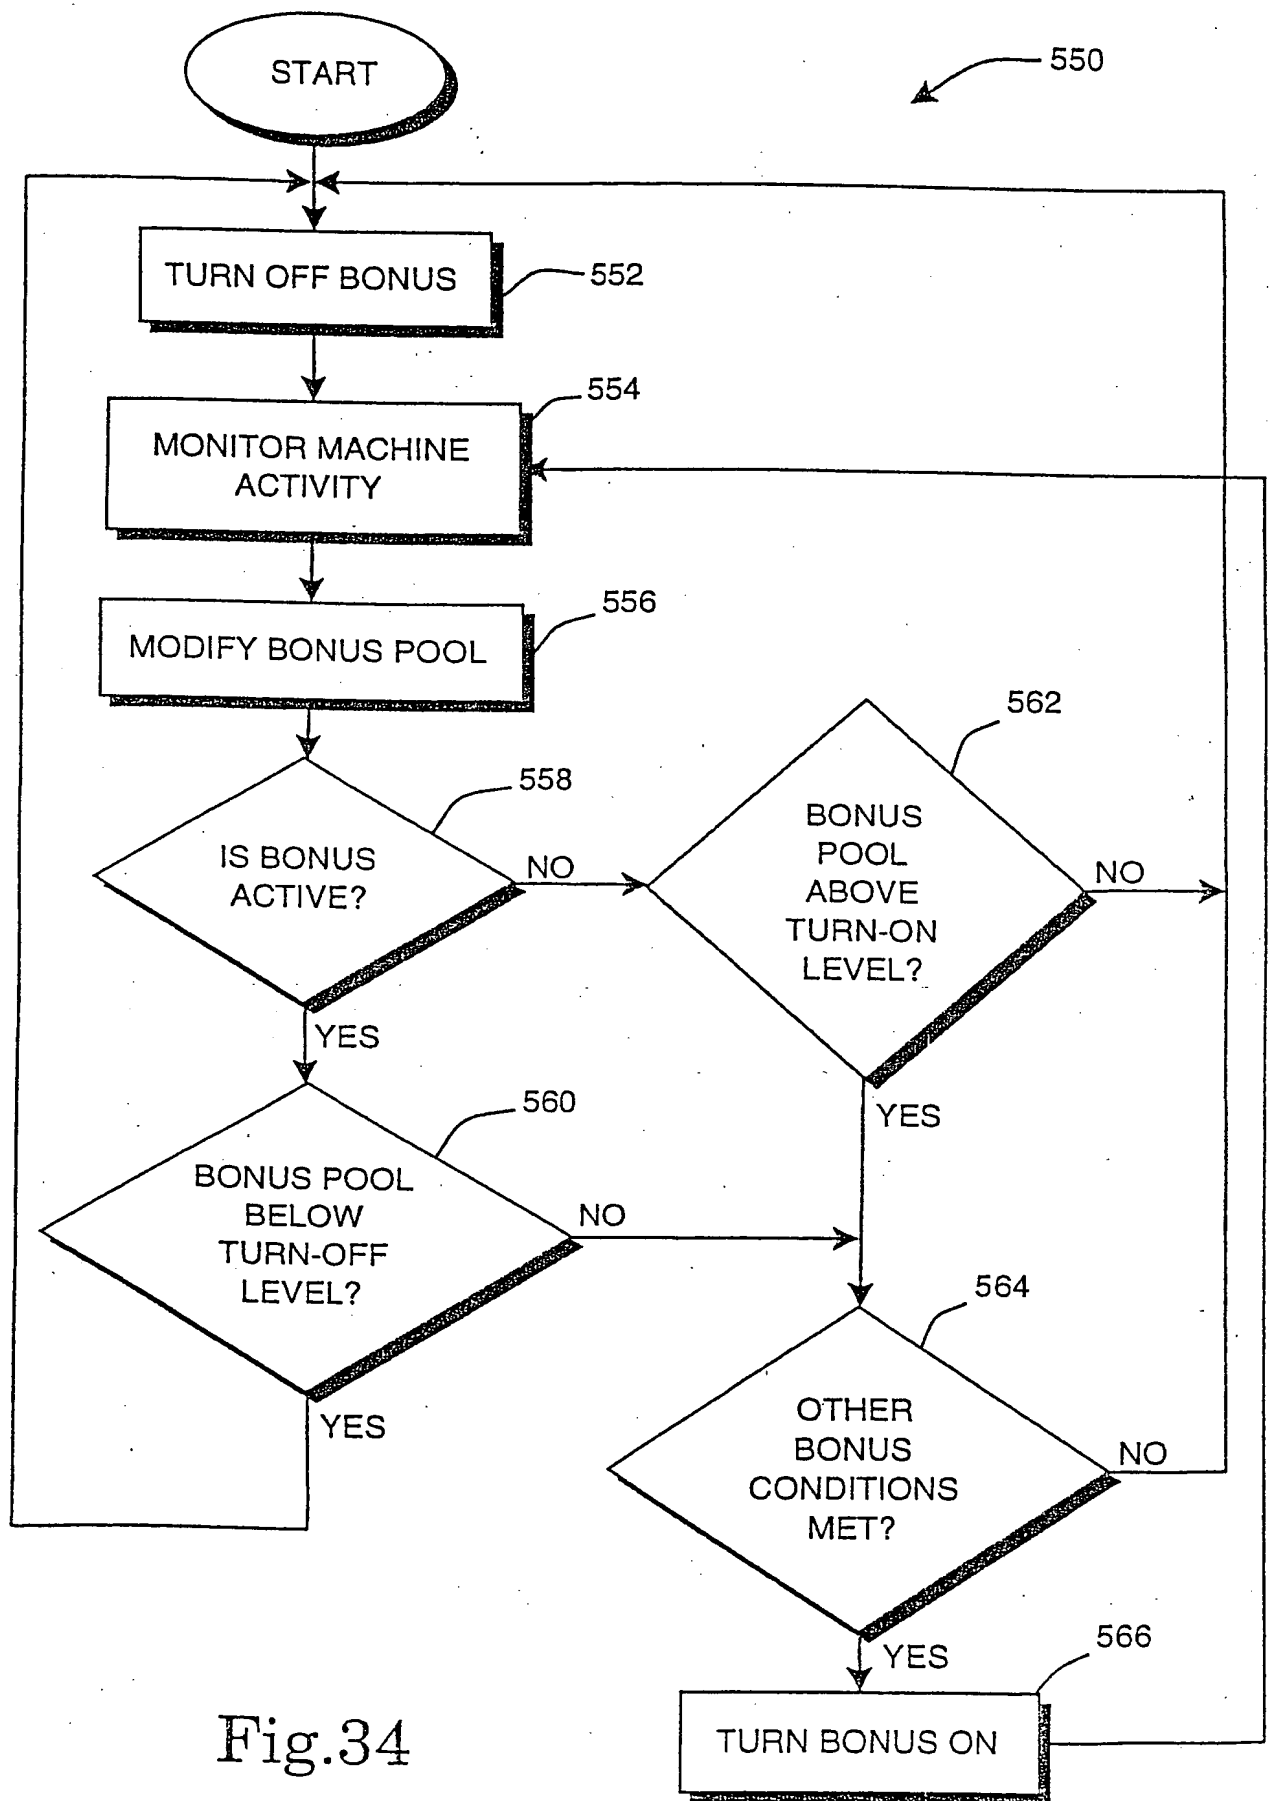 START
550
TURN OFF BONUS
552
554
MONITOR MACHINE
ACTIVITY
556
MODIFY BONUS POOL
558
IS BONUS
ACTIVE?
NO
YES
562
BONUS
POOL
ABOVE
TURN-ON
LEVEL?
NO
YES
560
BONUS POOL
BELOW
TURN-OFF
LEVEL?
NO
YES
564
OTHER
BONUS
CONDITIONS
MET?
NO
YES
566
TURN BONUS ON
Fig.34